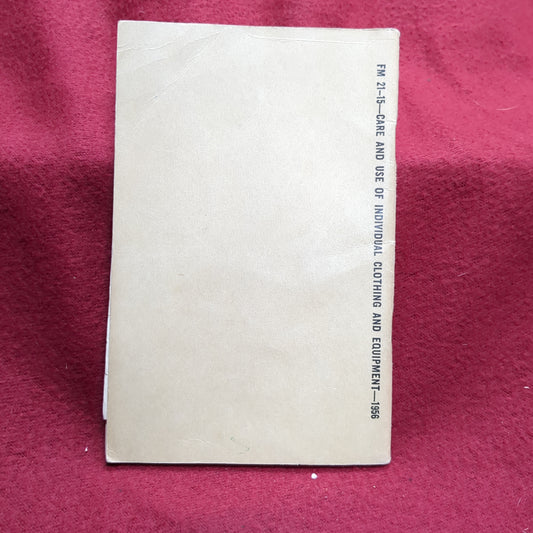 FM 21-15—CARE AND USE OF INDIVIDUAL CLOTHING AND EQUIPMENT—1956